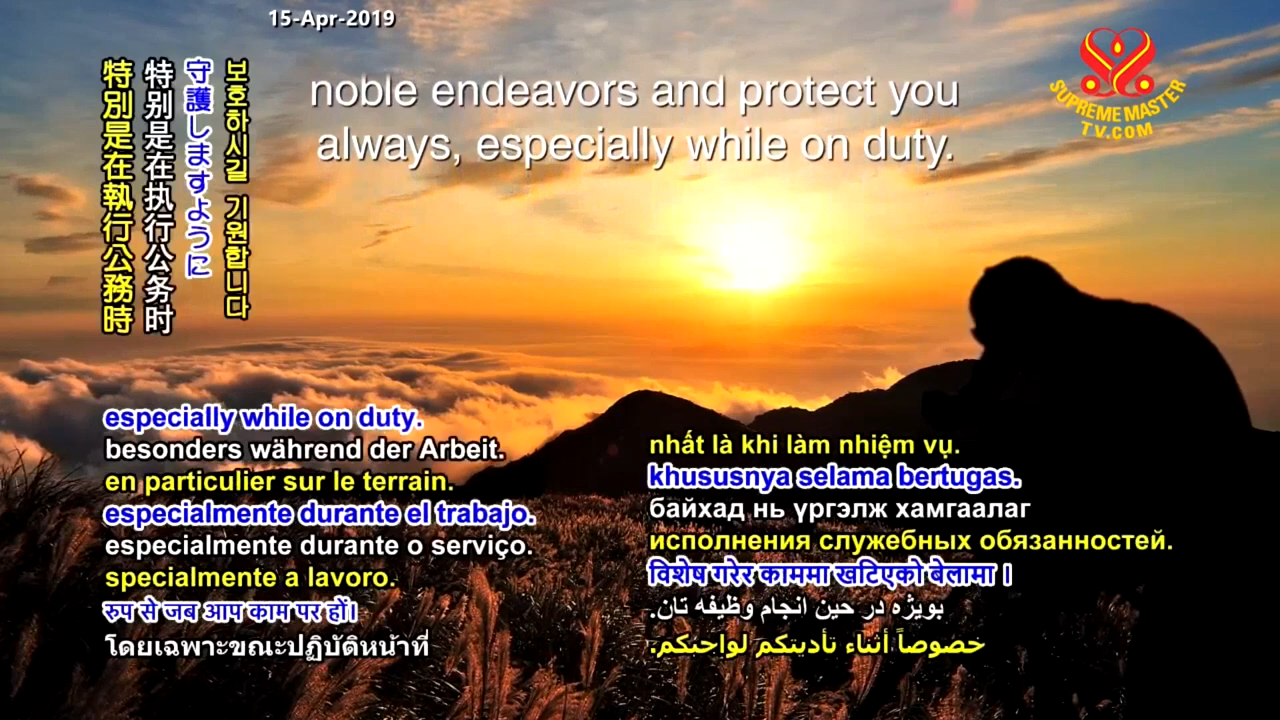 15-Apr-2019
noble endeavors and protect you
always, especially while on duty.
SUPREME MASTER
TV.COM
特別是在執行公務時
特别是在执行公务时
守護しますように
보호하시길 기원합니다
especially while on duty.
besonders während der Arbeit.
en particulier sur le terrain.
especialmente durante el trabajo.
especialmente durante o serviço.
specialmente a lavoro.
रुप से जब आप काम पर हों।
โดยเฉพาะขณะปฏิบัติหน้าที่
nhất là khi làm nhiệm vụ.
khususnya selama bertugas.
байхад нь үргэлж хамгаалаг
исполнения служебных обязанностей.
विशेष गरेर काममा खटिएको बेलामा ।
بویژه در حین انجام وظیفه تان.
خصوصاً أثناء تأديتكم لواجبكم.